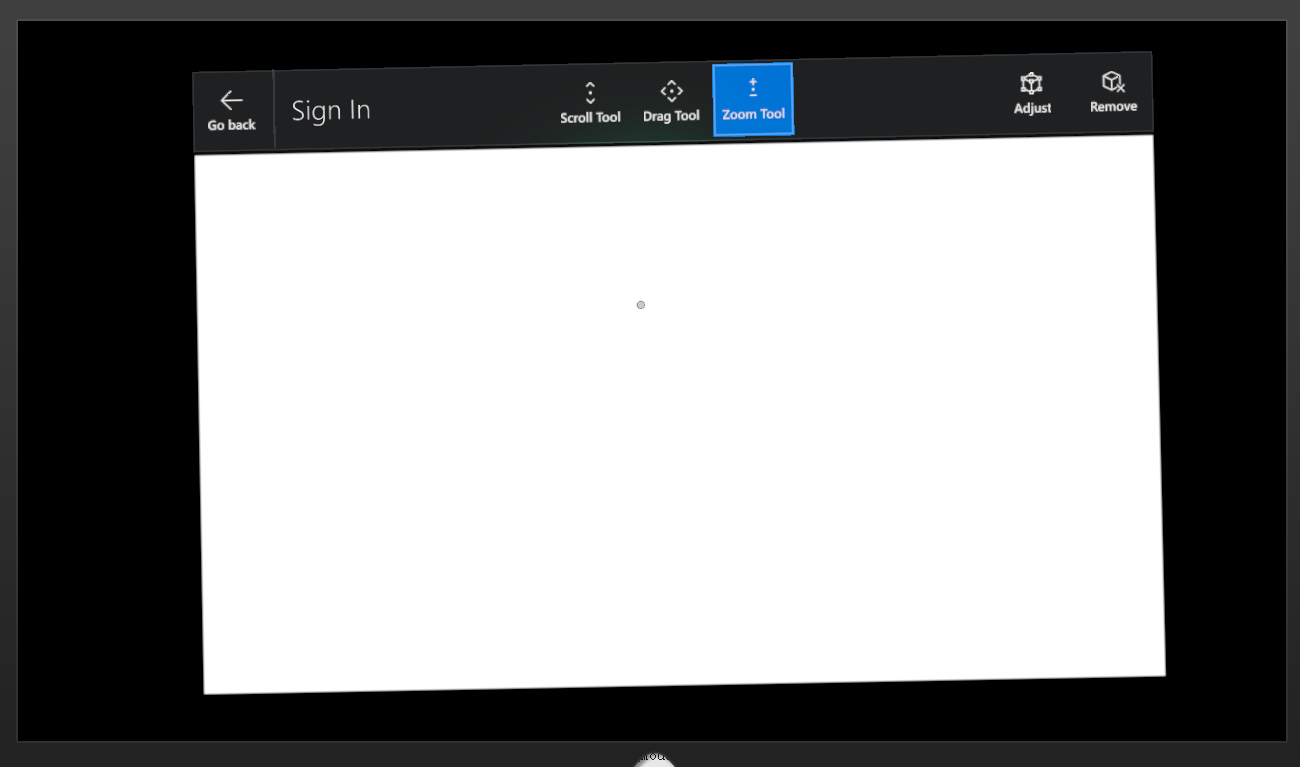 Go back
Sign In
Scroll Tool
Drag Tool
Zoom Tool
Adjust
Remove